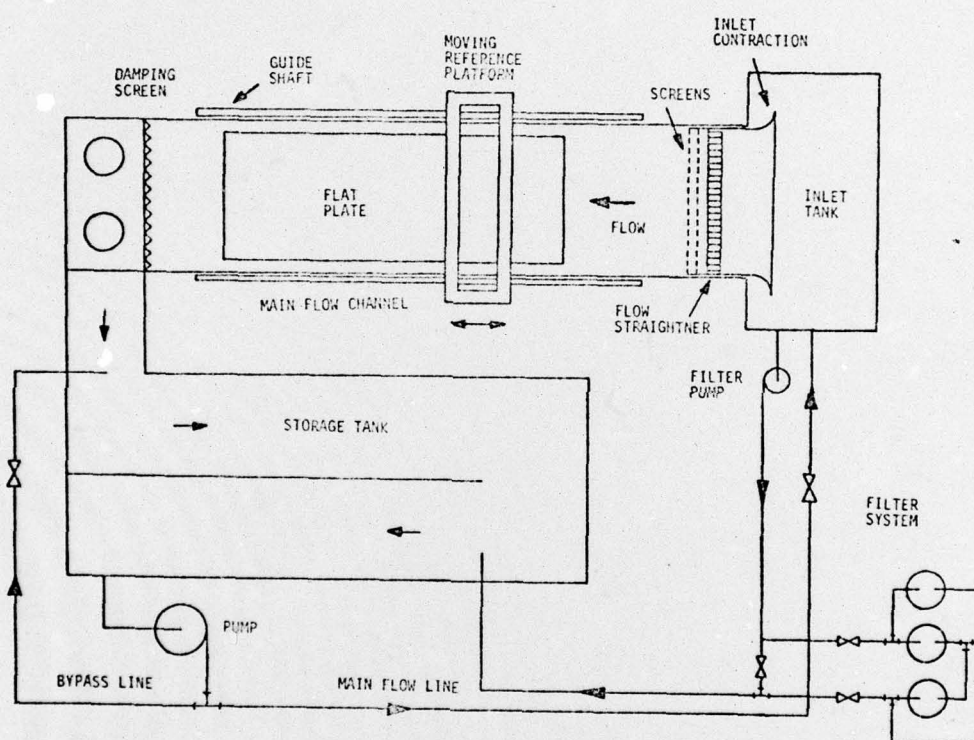 INLET
CONTRACTION
MOVING
REFERENCE
PLATFORM
GUIDE
SHAFT
DAMPING
SCREEN
SCREENS
FLAT
PLATE
FLOW
INLET
TANK
MAIN FLOW CHANNEL
FLOW
STRAIGHTNER
FILTER
PUMP
STORAGE TANK
FILTER
SYSTEM
PUMP
BYPASS LINE
MAIN FLOW LINE